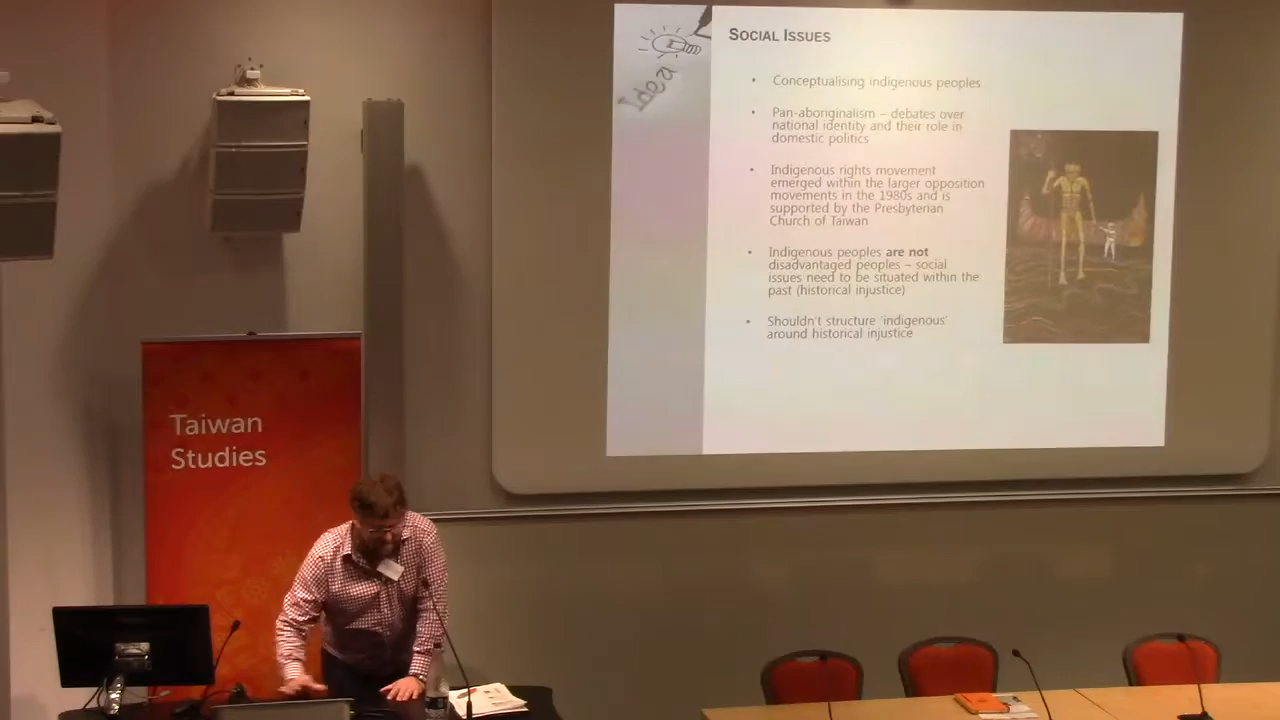 Idea
SOCIAL ISSUES
• Conceptualising indigenous peoples
• Pan-aboriginalism – debates over
national identity and their role in
domestic politics
• Indigenous rights movement
emerged within the larger opposition
movements in the 1980s and is
supported by the Presbyterian
Church of Taiwan
• Indigenous peoples are not
disadvantaged peoples – social
issues need to be situated within the
past (historical injustice)
• Shouldn't structure 'indigenous'
around historical injustice
Taiwan
Studies